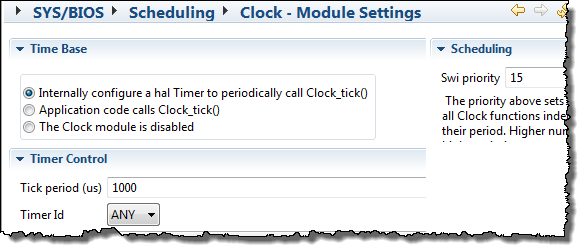 SYS/BIOS Scheduling Clock - Module Settings
Time Base
Internally configure a hal Timer to periodically call Clock_tick()
Application code calls Clock_tick()
The Clock module is disabled
Timer Control
Tick period (us) 1000
Timer Id ANY
Scheduling
Swi priority 15
The priority above sets
all Clock functions inde
their period. Higher nu